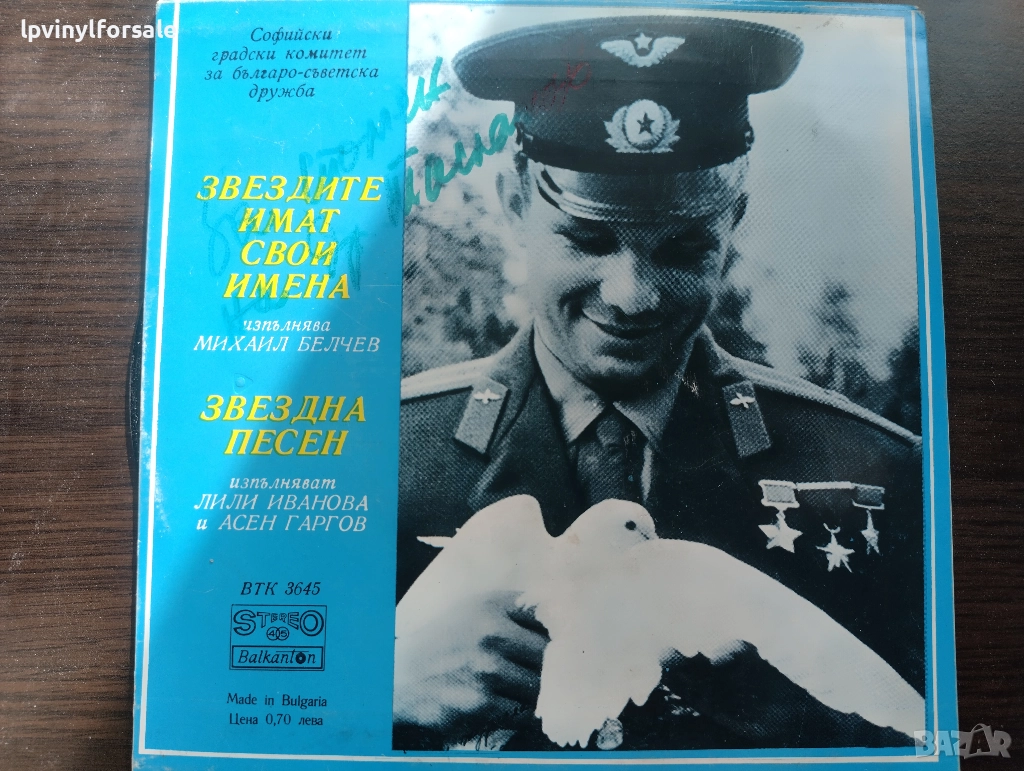 lpvinylforsale
Софийски
градски комитет
за българо-съветска
дружба
ЗВЕЗДИТЕ
ИМАТ
СВОИ
ИМЕНА
изпълнява
МИХАИЛ БЕЛЧЕВ
ЗВЕЗДНА
ПЕСЕН
изпълняват
ЛИЛИ ИВАНОВА
и АСЕН ГАРГОВ
ВТК 3645
STEREO
45
Balkanton
Made in Bulgaria
Цена 0,70 лева
BAZAR